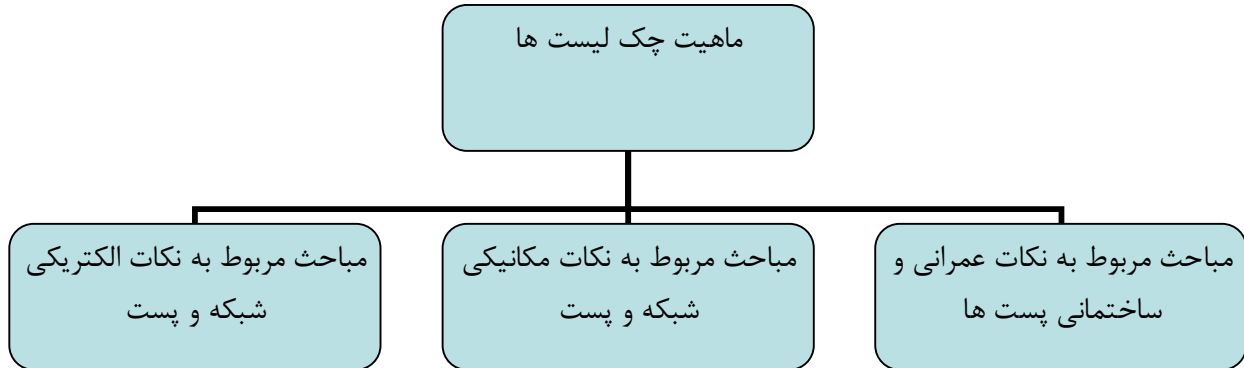 ماهیت چک لیست ها
مباحث مربوط به نکات عمرانی و
ساختمانی پست ها
مباحث مربوط به نکات مکانیکی
شبکه و پست
مباحث مربوط به نکات الکتریکی
شبکه و پست